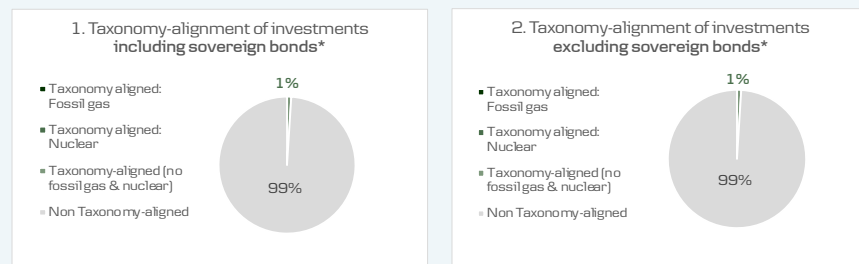 1. Taxonomy-alignment of investments
including sovereign bonds*
1%
Taxonomy aligned:
Fossil gas
Taxonomy aligned:
Nuclear
Taxonomy-aligned (no
fossil gas & nuclear)
Non Taxonomy-aligned
99%
2. Taxonomy-alignment of investments
excluding sovereign bonds*
1%
Taxonomy aligned:
Fossil gas
Taxonomy aligned:
Nuclear
Taxonomy-aligned (no
fossil gas & nuclear)
Non Taxonomy-aligned
99%